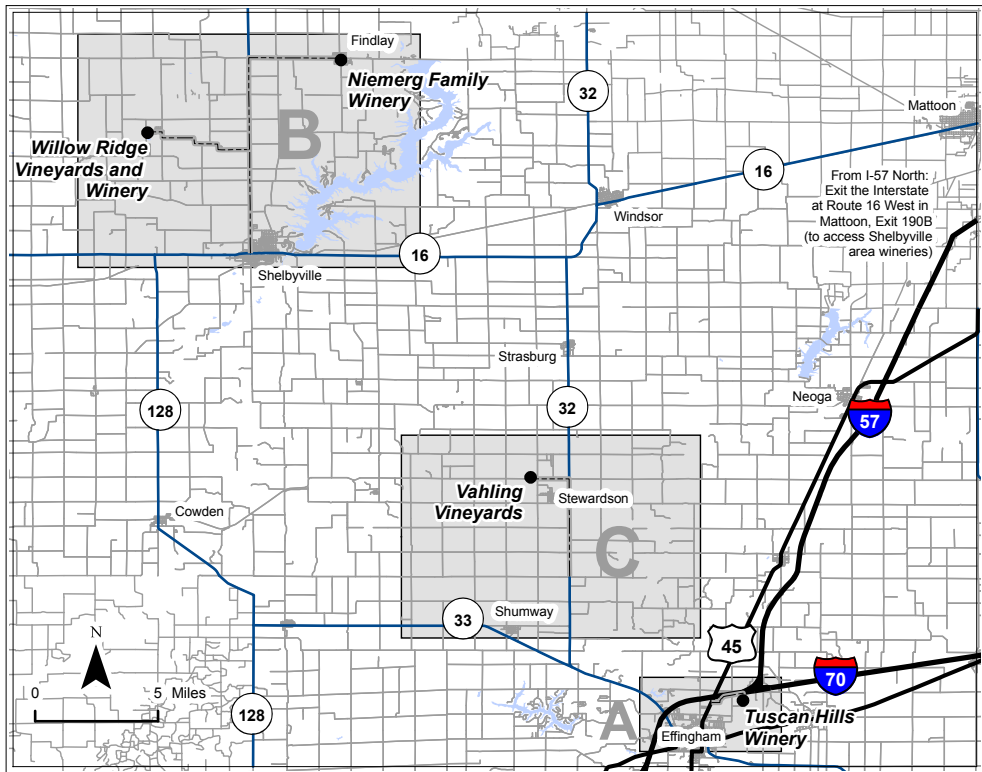 Findlay
Niemerg Family
Winery
32
Mattoon
B
Willow Ridge
Vineyards and
Winery
16
From I-57 North:
Exit the Interstate
at Route 16 West in
Mattoon, Exit 190B
(to access Shelbyville
area wineries)
Windsor
16
Shelbyville
Strasburg
Neoga
128
32
57
Vahling
Vineyards
Stewardson
Cowden
C
Shumway
33
45
N
70
0 5 Miles
128
A
Tuscan Hills
Winery
Effingham